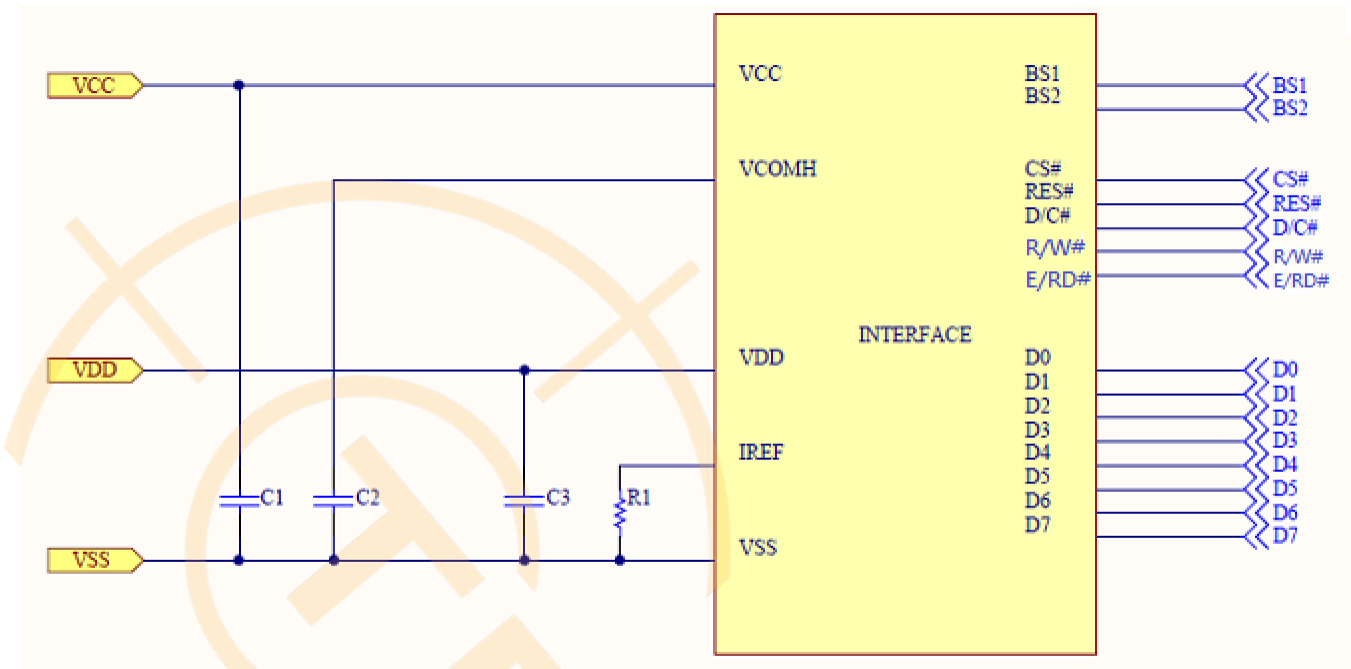 VCC VCC BS1 BS1
BS2 BS2
VCOMH CS# CS#
RES# RES#
D/C# D/C#
R/W# R/W#
E/RD# E/RD#
INTERFACE
VDD VDD D0 D0
D1 D1
D2 D2
D3 D3
IREF D4 D4
D5 D5
C1 C2 C3 R1 D6 D6
D7 D7
VSS VSS